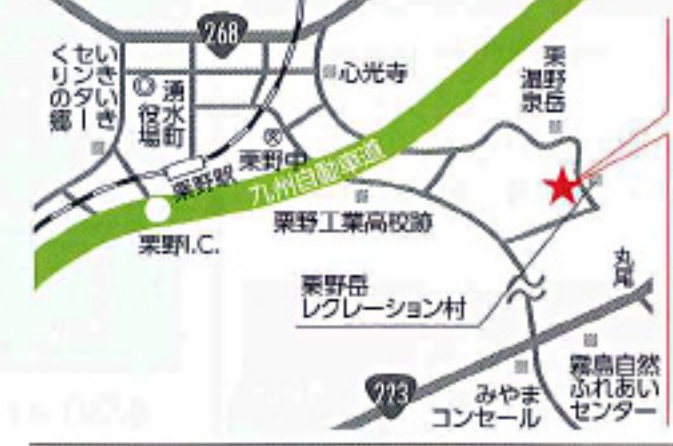 268
いきいき
センター
くりの郷
湧水町
役場
心光寺
栗野岳
温泉
栗野中
栗野駅
九州自動車道
栗野I.C.
栗野工業高校跡
栗野岳
レクレーション村
丸尾
223
みやま
コンセール
霧島自然
ふれあい
センター